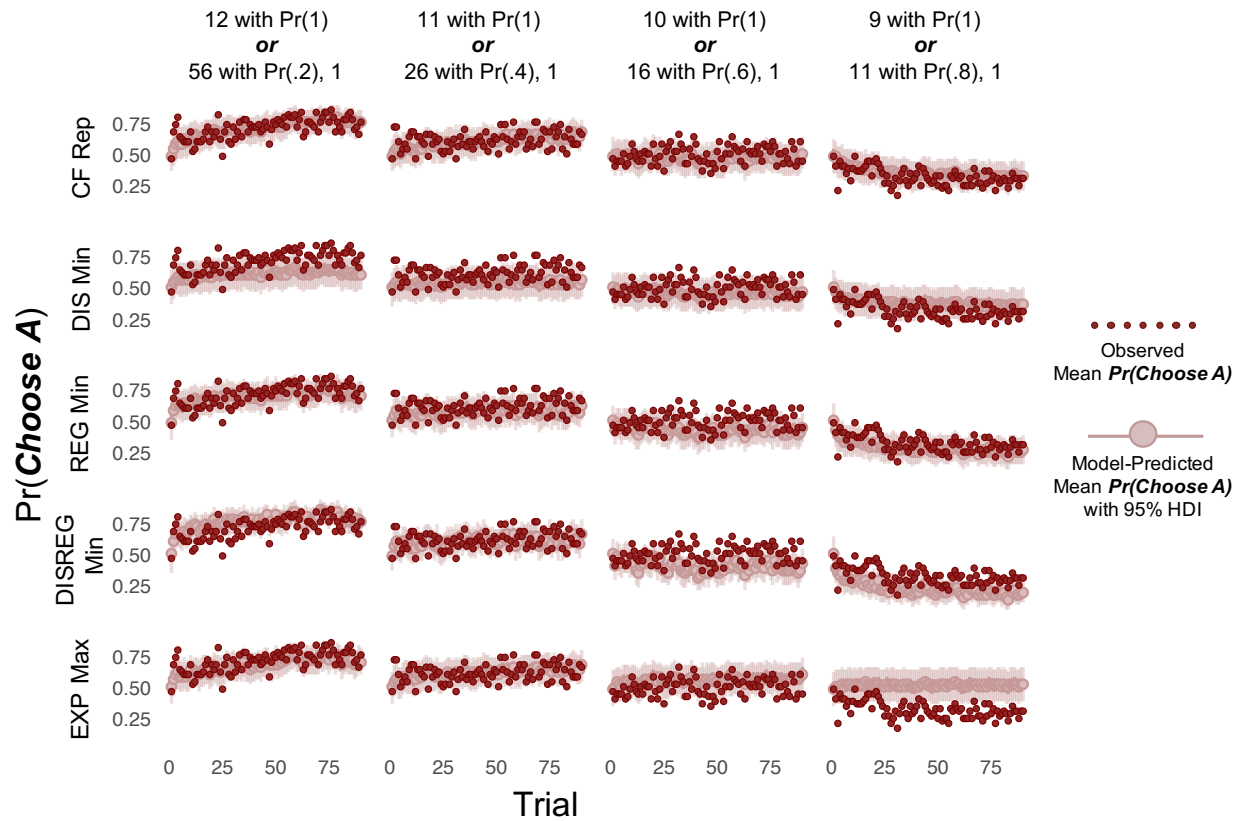 12 with Pr(1)
or
56 with Pr(.2), 1
11 with Pr(1)
or
26 with Pr(.4), 1
10 with Pr(1)
or
16 with Pr(.6), 1
9 with Pr(1)
or
11 with Pr(.8), 1
Pr(Choose A)
CF Rep
0.75
0.50
0.25
DIS Min
0.75
0.50
0.25
REG Min
0.75
0.50
0.25
DISREG
Min
0.75
0.50
0.25
EXP Max
0.75
0.50
0.25
0 25 50 75
0 25 50 75
0 25 50 75
0 25 50 75
Trial
Observed
Mean Pr(Choose A)
Model-Predicted
Mean Pr(Choose A)
with 95% HDI